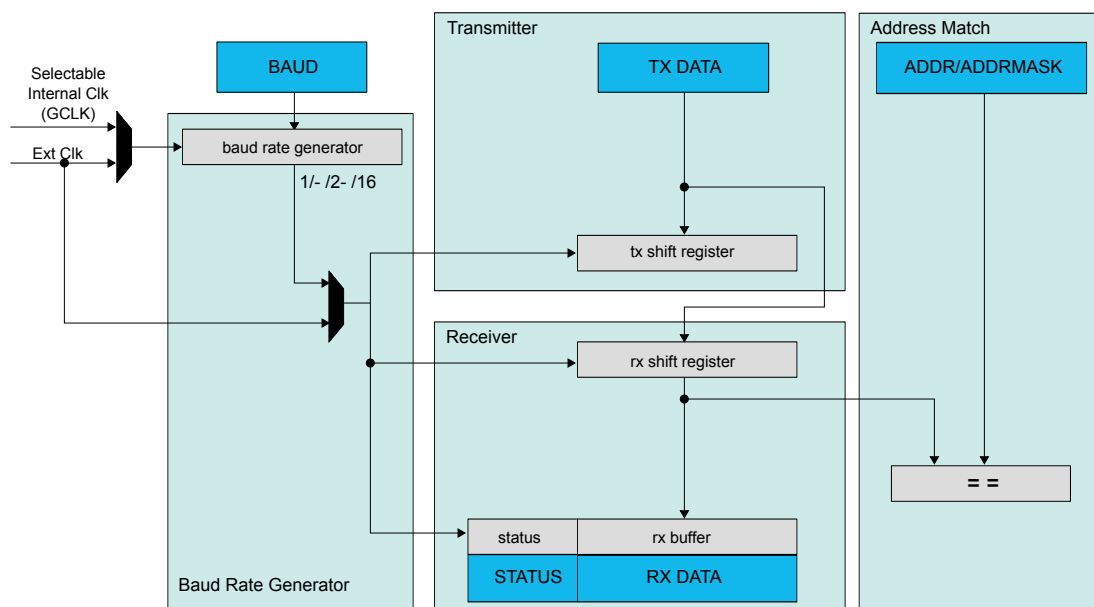 Transmitter
Address Match
BAUD
TX DATA
ADDR/ADDRMASK
Selectable
Internal Clk
(GCLK)
Ext Clk
baud rate generator
1/- /2- /16
tx shift register
Receiver
rx shift register
= =
status
rx buffer
STATUS
RX DATA
Baud Rate Generator